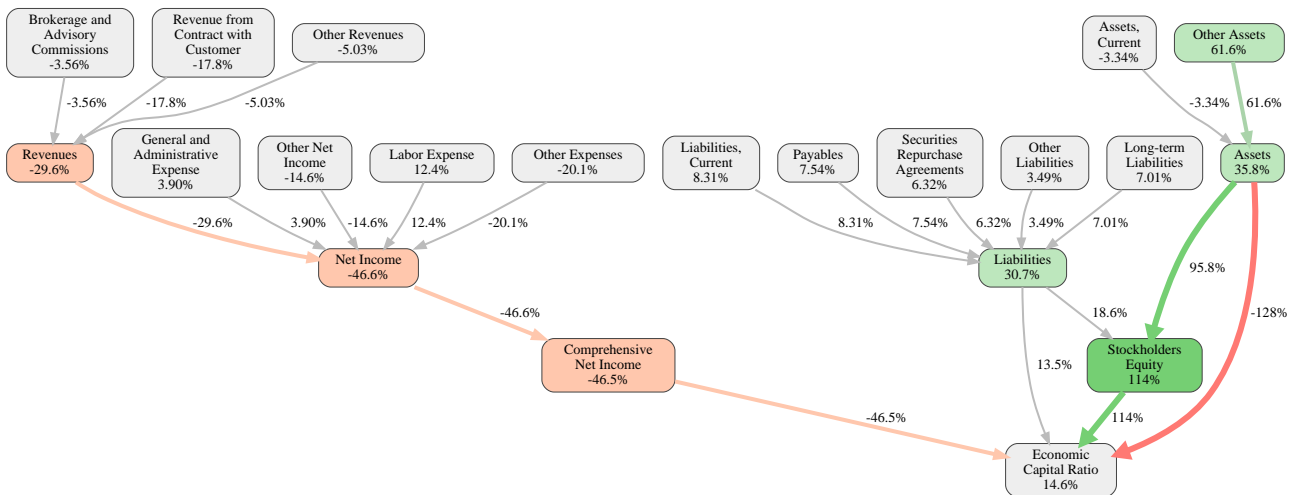 Brokerage and
Advisory
Commissions
-3.56%
Revenue from
Contract with
Customer
-17.8%
Other Revenues
-5.03%
Assets,
Current
-3.34%
Other Assets
61.6%
-3.56%
-17.8%
-5.03%
-3.34%
61.6%
Revenues
-29.6%
General and
Administrative
Expense
3.90%
Other Net
Income
-14.6%
Labor Expense
12.4%
Other Expenses
-20.1%
Liabilities,
Current
8.31%
Payables
7.54%
Securities
Repurchase
Agreements
6.32%
Other
Liabilities
3.49%
Long-term
Liabilities
7.01%
Assets
35.8%
-29.6%
3.90%
-14.6%
12.4%
-20.1%
8.31%
7.54%
6.32%
3.49%
7.01%
Net Income
-46.6%
Liabilities
30.7%
95.8%
-46.6%
18.6%
-128%
Comprehensive
Net Income
-46.5%
13.5%
Stockholders
Equity
114%
-46.5%
114%
Economic
Capital Ratio
14.6%